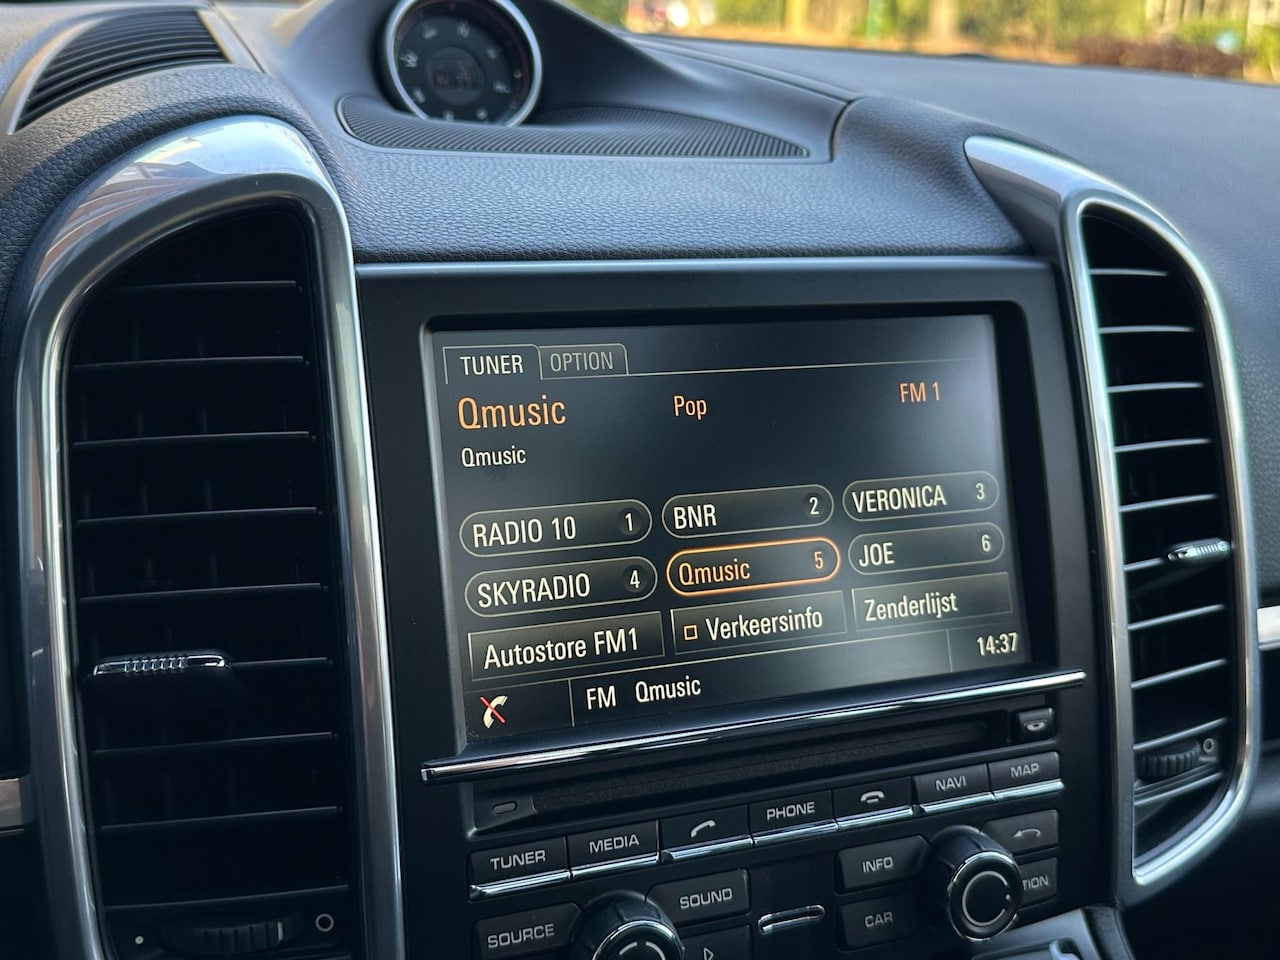 TUNER OPTION
Qmusic Pop FM 1
Qmusic
RADIO 10 1 BNR 2 VERONICA 3
SKYRADIO 4 Qmusic 5 JOE 6
Autostore FM1 Verkeersinfo Zenderlijst
FM Qmusic 14:37
TUNER MEDIA PHONE NAVI MAP
SOURCE SOUND INFO
CAR TION